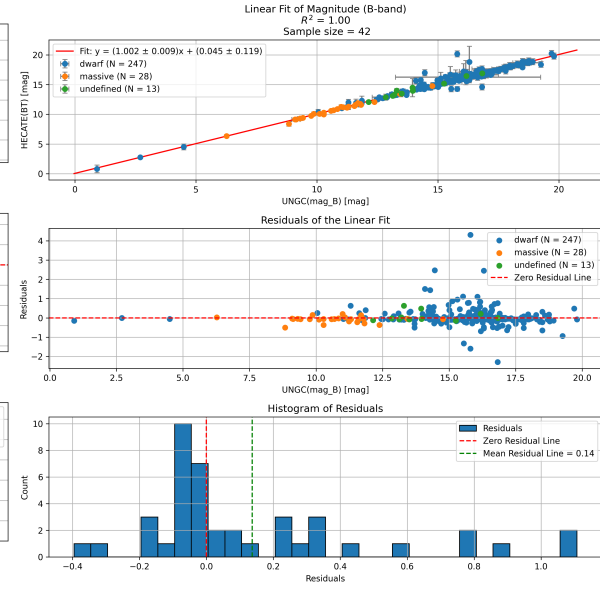 Linear Fit of Magnitude (B-band)
R² = 1.00
Sample size = 42
Fit: y = (1.002 ± 0.009)x + (0.045 ± 0.119)
dwarf (N = 247)
massive (N = 28)
undefined (N = 13)
HECATE(BT) [mag]
20
15
10
5
0
0 5 10 15 20
UNGC(mag_B) [mag]
Residuals of the Linear Fit
dwarf (N = 247)
massive (N = 28)
undefined (N = 13)
Zero Residual Line
Residuals
4
3
2
1
0
−1
−2
0.0 2.5 5.0 7.5 10.0 12.5 15.0 17.5 20.0
UNGC(mag_B) [mag]
Histogram of Residuals
Residuals
Zero Residual Line
Mean Residual Line = 0.14
Count
10
8
6
4
2
0
−0.4 −0.2 0.0 0.2 0.4 0.6 0.8 1.0
Residuals